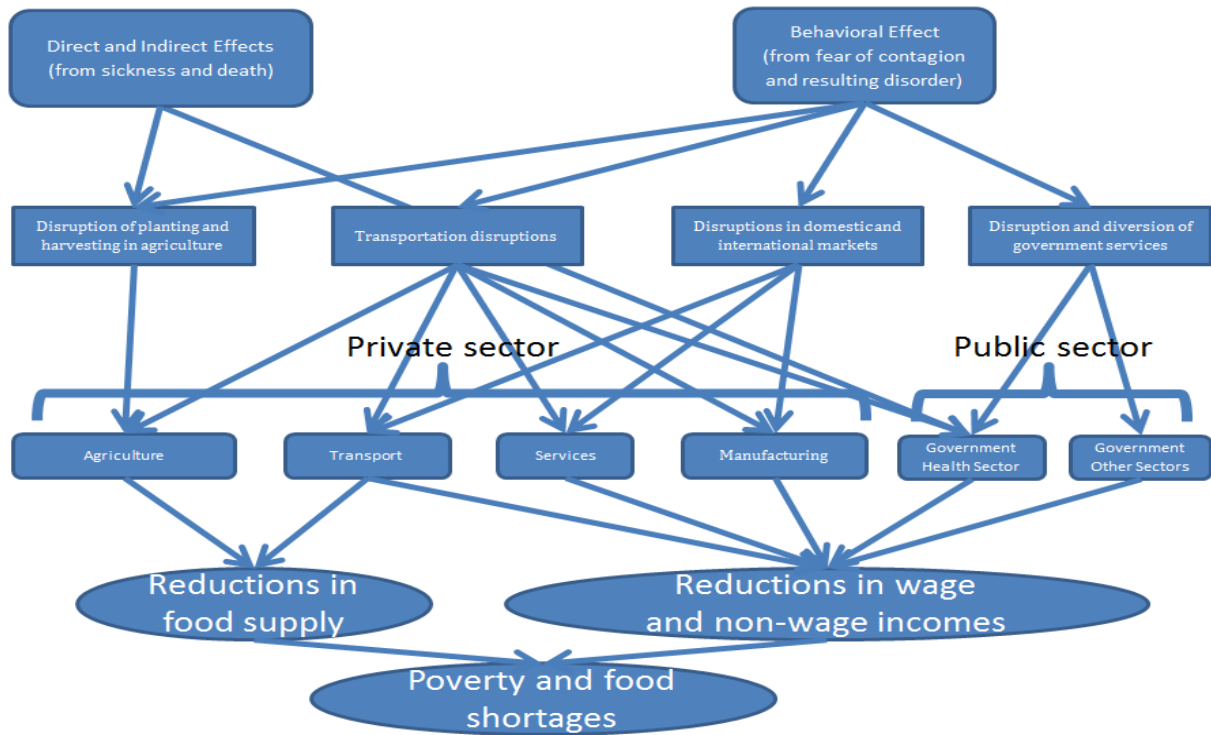 Direct and Indirect Effects
(from sickness and death)
Behavioral Effect
(from fear of contagion
and resulting disorder)
Disruption of planting and
harvesting in agriculture
Transportation disruptions
Disruptions in domestic and
international markets
Disruption and diversion of
government services
Private sector
Public sector
Agriculture
Transport
Services
Manufacturing
Government
Health Sector
Government
Other Sectors
Reductions in
food supply
Reductions in wage
and non-wage incomes
Poverty and food
shortages